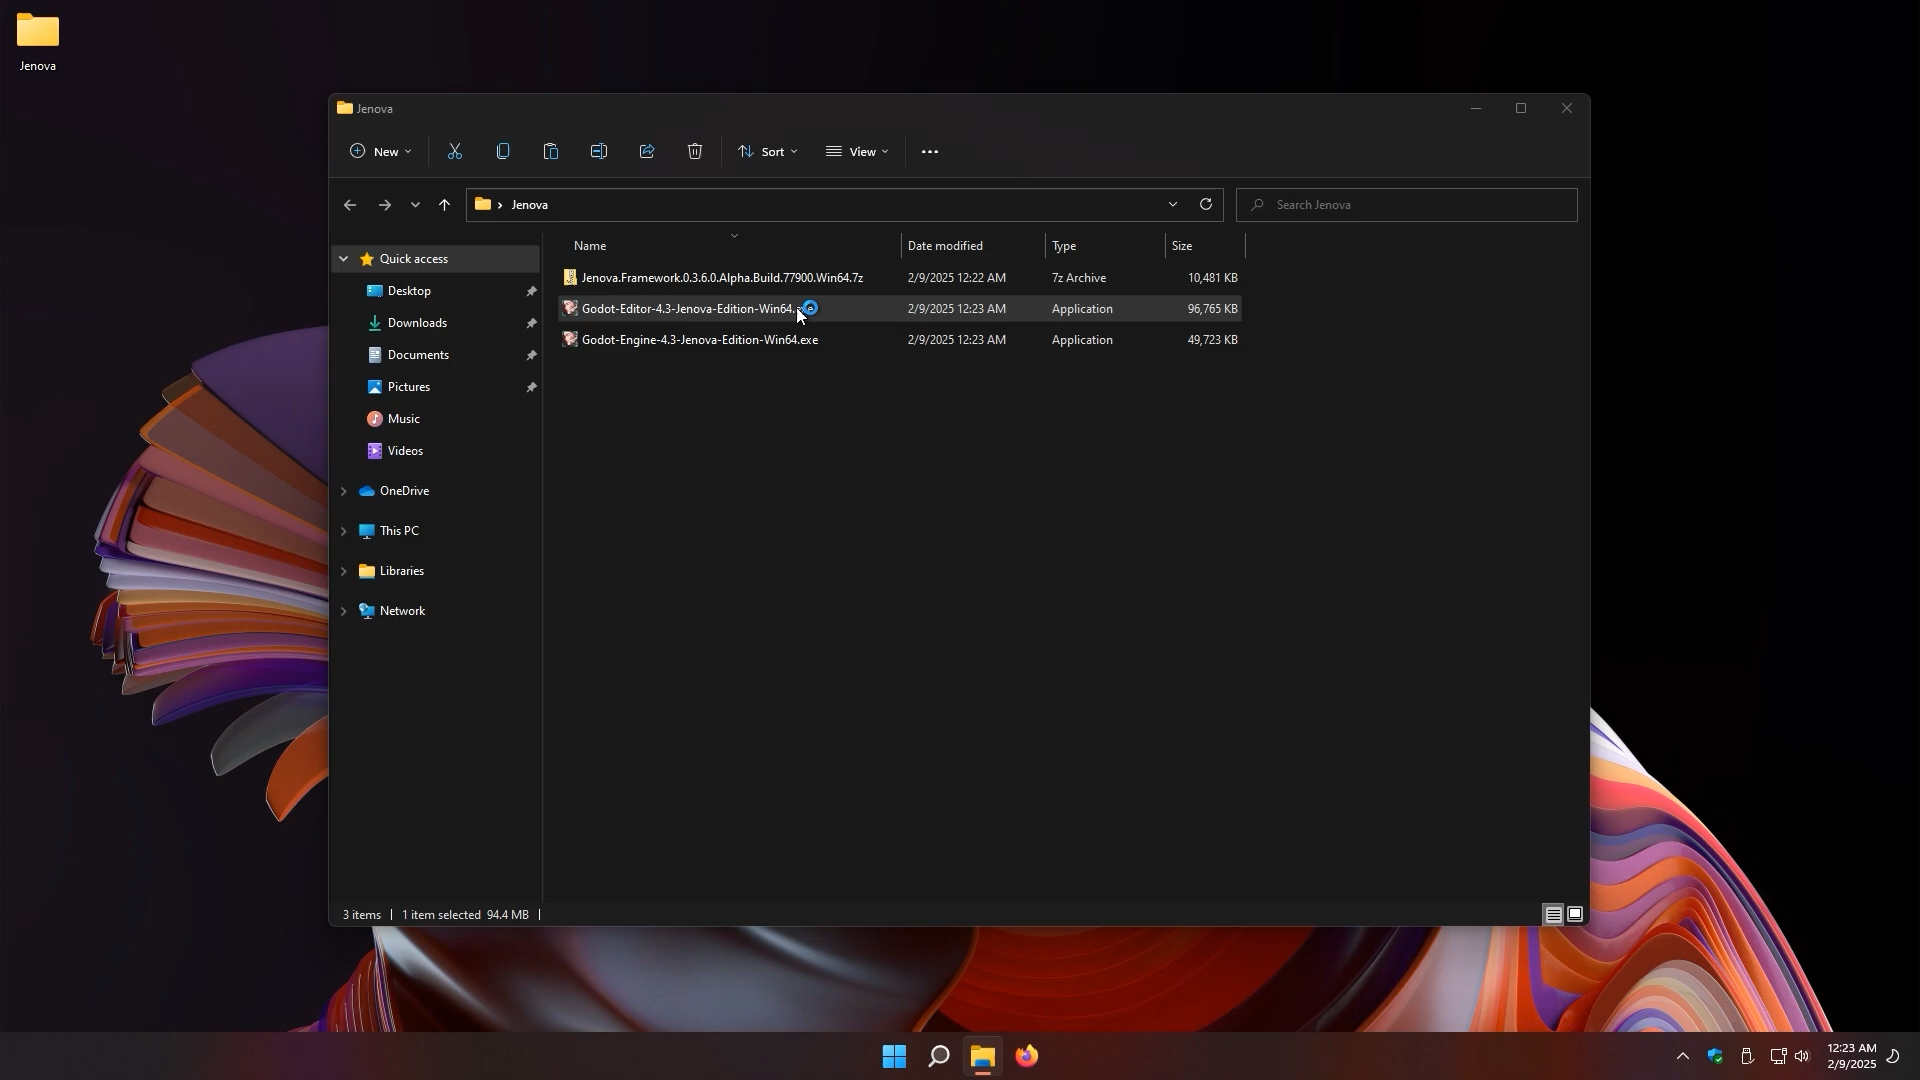 Jenova
Jenova
New
Sort
View
Jenova
Search Jenova
Name
Date modified
Type
Size
Quick access
Desktop
Downloads
Documents
Pictures
Music
Videos
OneDrive
This PC
Libraries
Network
Jenova.Framework.0.3.6.0.Alpha.Build.77900.Win64.7z 2/9/2025 12:22 AM 7z Archive 10,481 KB
Godot-Editor-4.3-Jenova-Edition-Win64. 2/9/2025 12:23 AM Application 96,765 KB
Godot-Engine-4.3-Jenova-Edition-Win64.exe 2/9/2025 12:23 AM Application 49,723 KB
3 items
1 item selected 94.4 MB
12:23 AM
2/9/2025